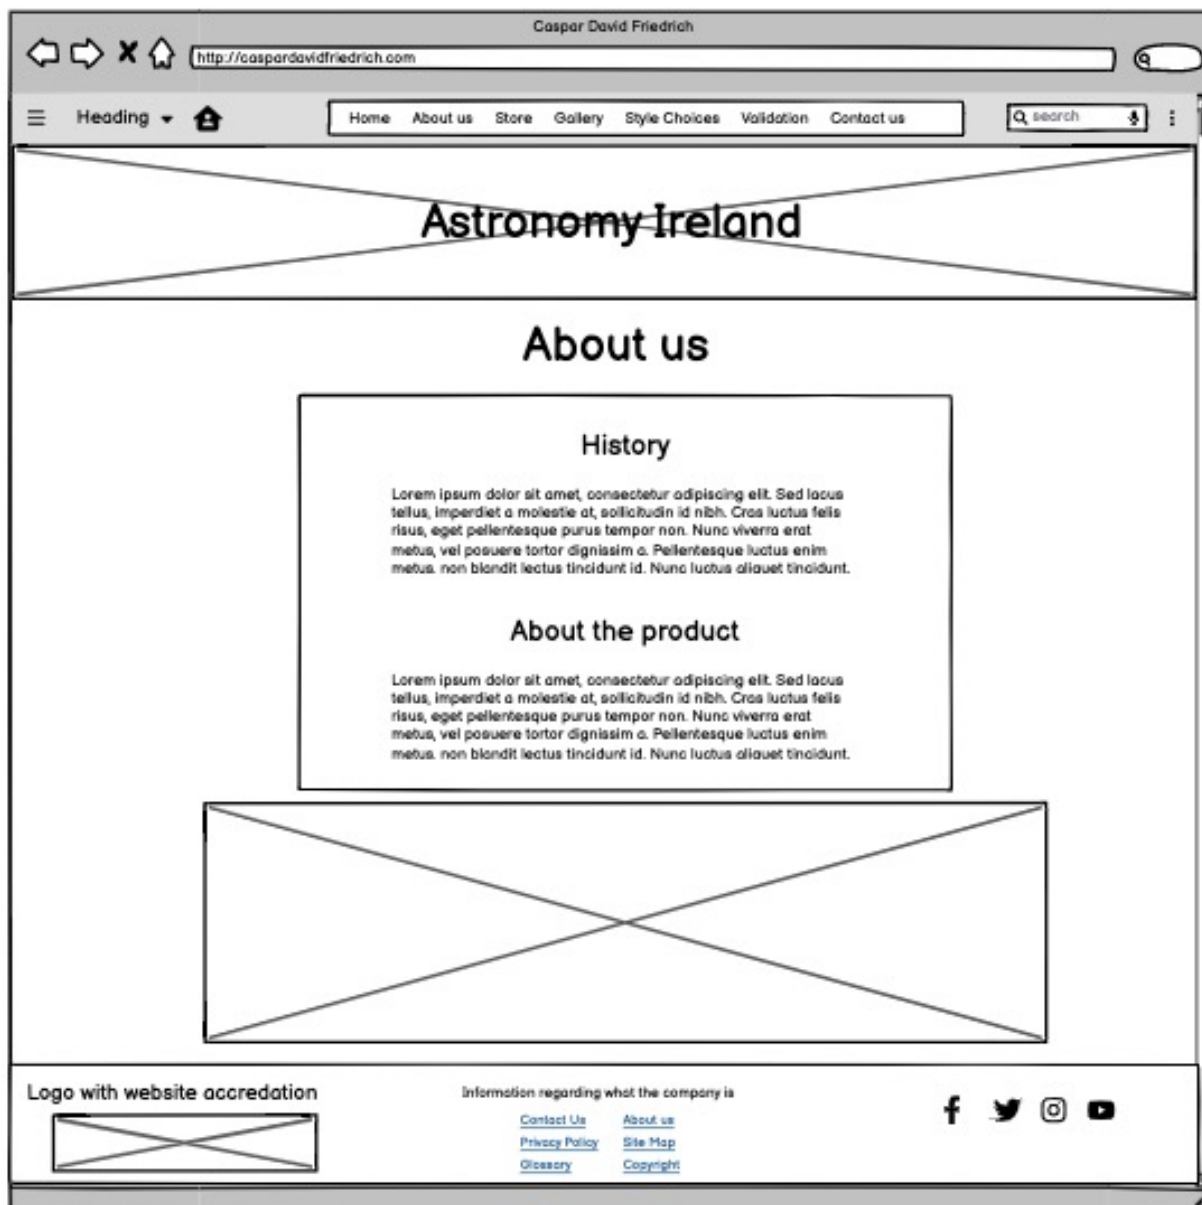 Caspar David Friedrich
http://caspardavidfriedrich.com
Heading
Home About us Store Gallery Style Choices Validation Contact us
search
Astronomy Ireland
About us
History
Lorem ipsum dolor sit amet, consectetur adipiscing elit. Sed lacus
tellus, imperdiet a molestie at, sollicitudin id nibh. Cras luctus felis
risus, eget pellentesque purus tempor non. Nunc viverra erat
metus, vel posuere tortor dignissim a. Pellentesque luctus enim
metus. non blandit lectus tincidunt id. Nunc luctus aliquet tincidunt.
About the product
Lorem ipsum dolor sit amet, consectetur adipiscing elit. Sed lacus
tellus, imperdiet a molestie at, sollicitudin id nibh. Cras luctus felis
risus, eget pellentesque purus tempor non. Nunc viverra erat
metus, vel posuere tortor dignissim a. Pellentesque luctus enim
metus. non blandit lectus tincidunt id. Nunc luctus aliquet tincidunt.
Logo with website accredation
Information regarding what the company is
Contact Us About us
Privacy Policy Site Map
Glossary Copyright